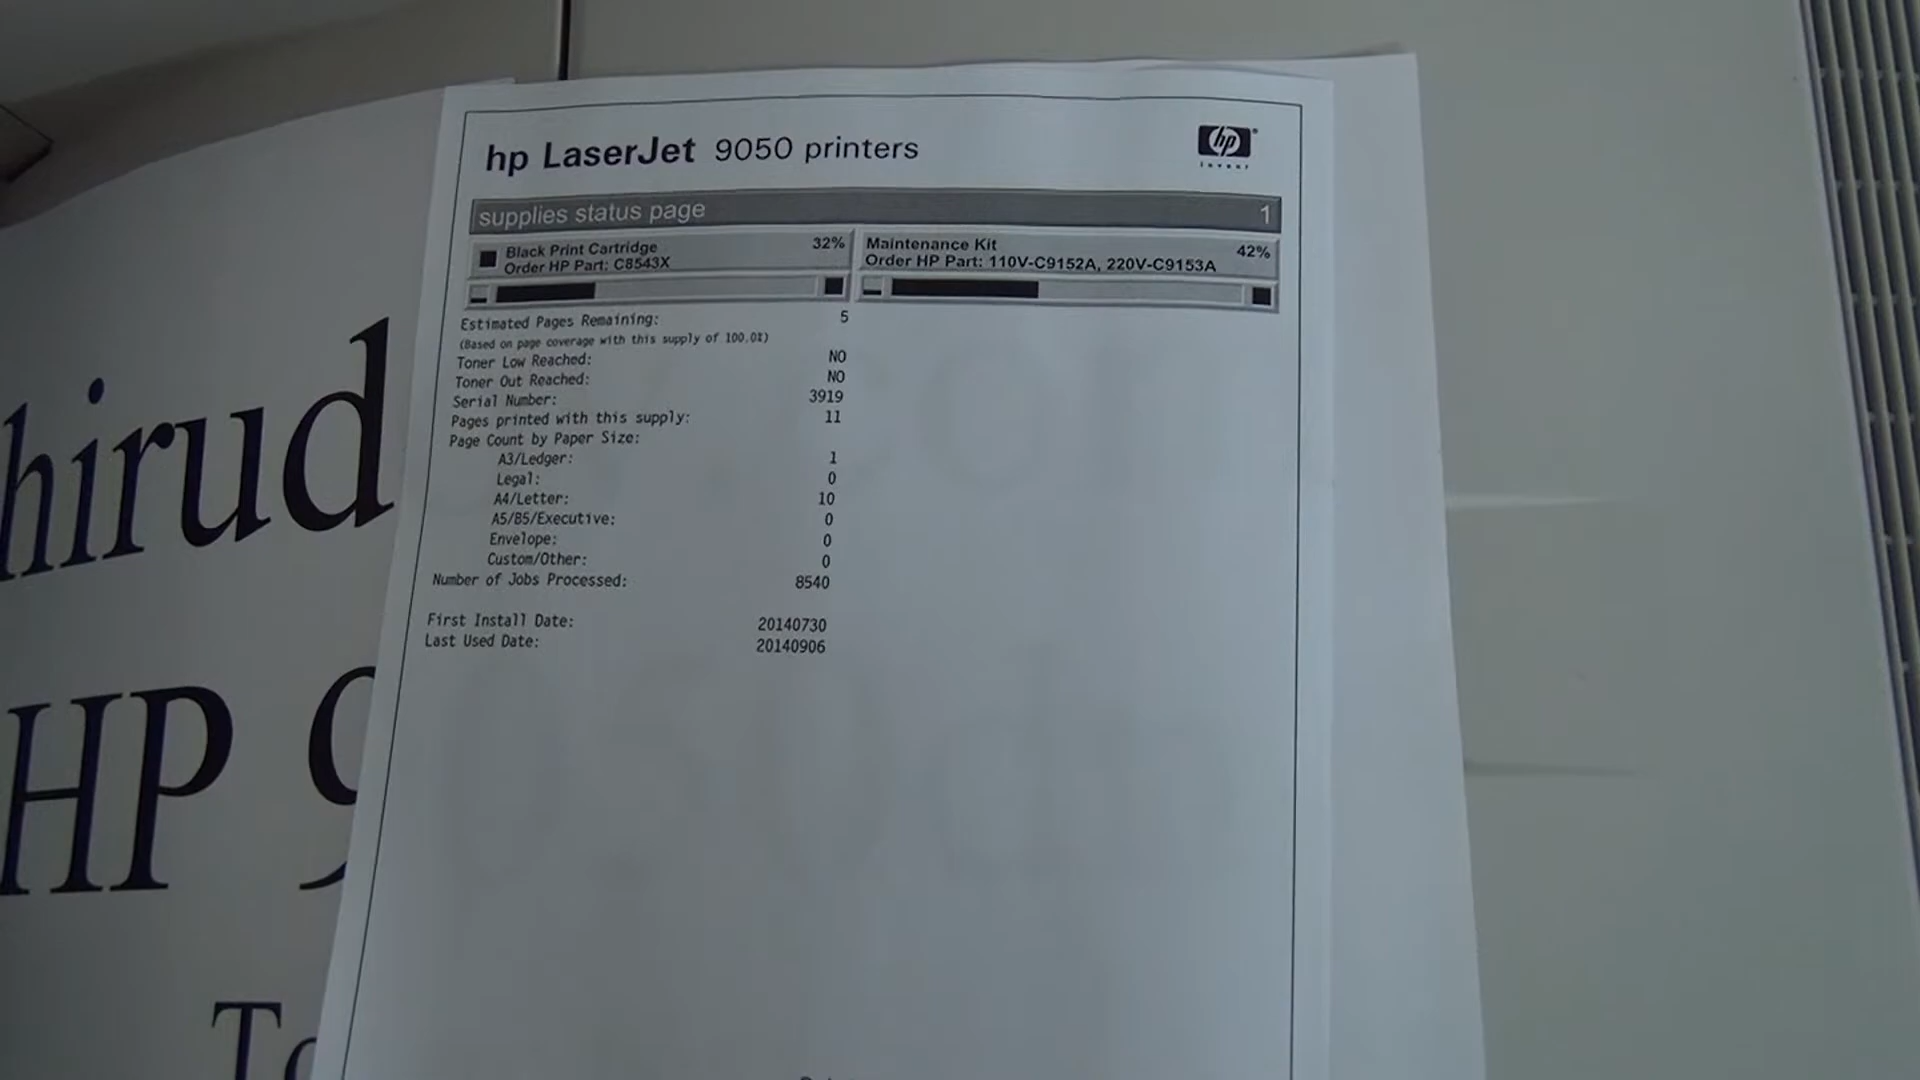 hp LaserJet 9050 printers
hp
invent
supplies status page 1
Black Print Cartridge 32%
Order HP Part: C8543X
Maintenance Kit 42%
Order HP Part: 110V-C9152A, 220V-C9153A
Estimated Pages Remaining: 5
(Based on page coverage with this supply of 100.0%)
Toner Low Reached: NO
Toner Out Reached: NO
Serial Number: 3919
Pages printed with this supply: 11
Page Count by Paper Size:
A3/Ledger: 1
Legal: 0
A4/Letter: 10
A5/B5/Executive: 0
Envelope: 0
Custom/Other: 0
Number of Jobs Processed: 8540
First Install Date: 20140730
Last Used Date: 20140906
hirud
HP 9
To